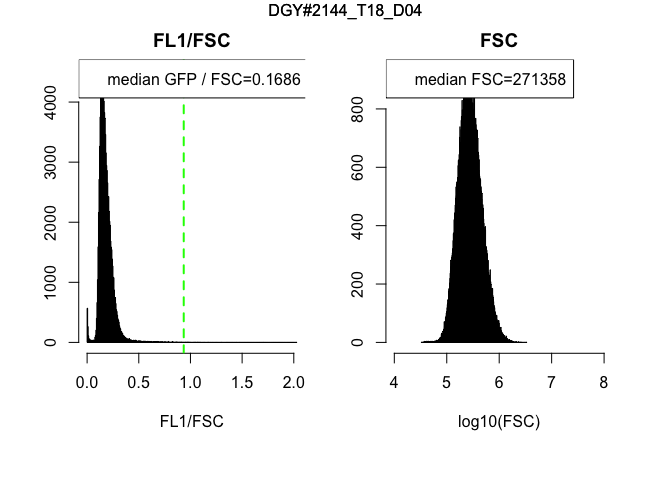 DGY#2144_T18_D04
FL1/FSC
median GFP / FSC=0.1686
0
1000
2000
3000
4000
0.0 0.5 1.0 1.5 2.0
FL1/FSC
FSC
median FSC=271358
0
200
400
600
800
4 5 6 7 8
log10(FSC)